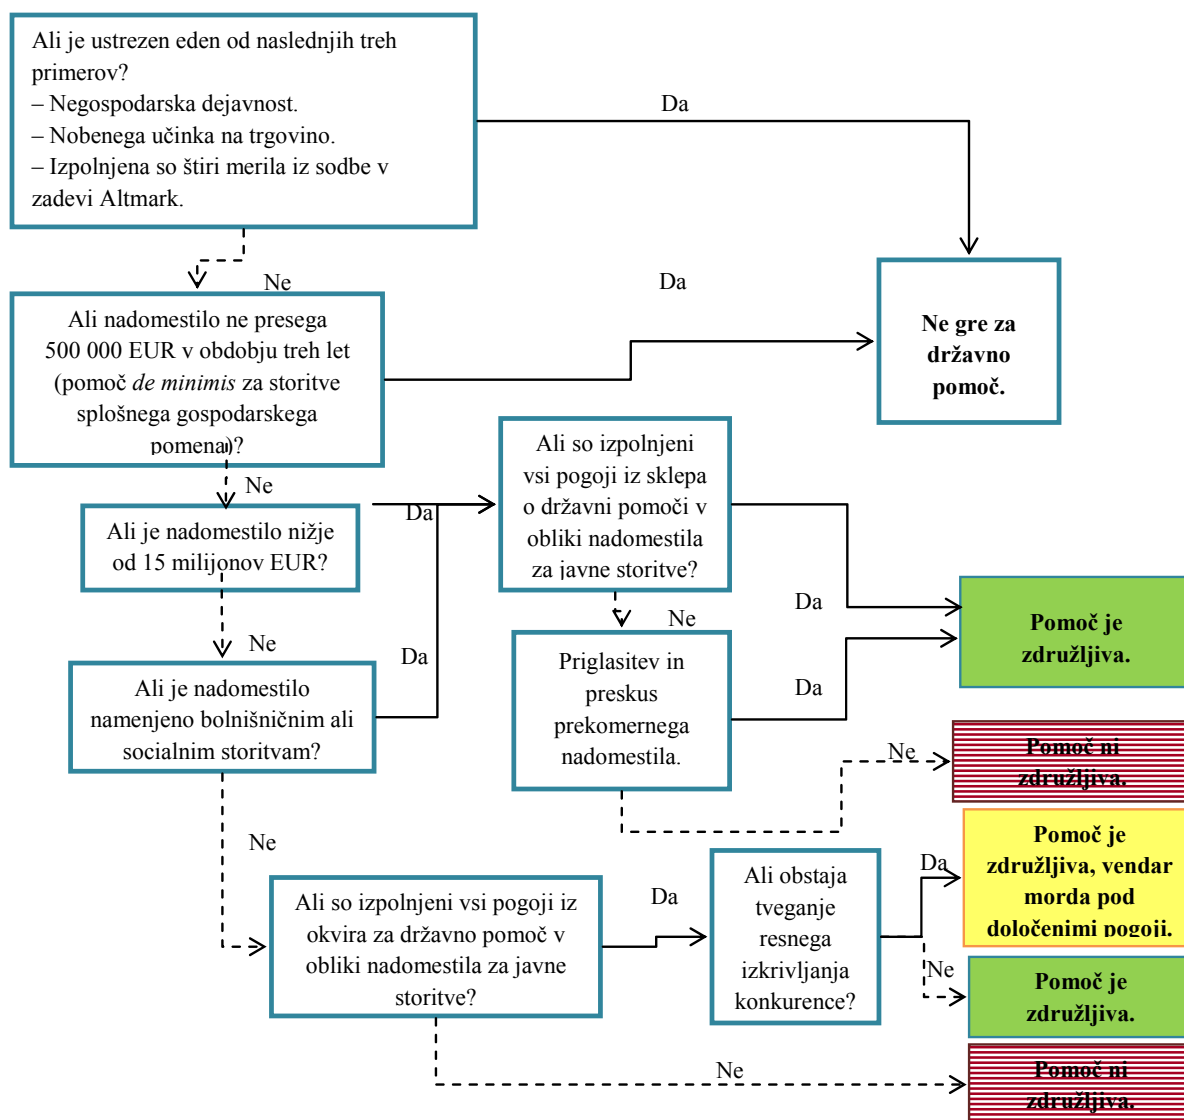 Ali je ustrezen eden od naslednjih treh
primerov?
– Negospodarska dejavnost.
– Nobenega učinka na trgovino.
– Izpolnjena so štiri merila iz sodbe v
zadevi Altmark.
Da
Ne
Da
Ali nadomestilo ne presega
500 000 EUR v obdobju treh let
(pomoč de minimis za storitve
splošnega gospodarskega
pomena)?
Ne gre za
državno
pomoč.
Ne
Ali je nadomestilo nižje
od 15 milijonov EUR?
Da
Ali so izpolnjeni
vsi pogoji iz sklepa
o državni pomoči v
obliki nadomestila
za javne storitve?
Da
Ne
Ne
Pomoč je
združljiva.
Ali je nadomestilo
namenjeno bolnišničnim ali
socialnim storitvam?
Da
Priglasitev in
preskus
prekomernega
nadomestila.
Da
Ne
Pomoč ni
združljiva.
Ne
Ali so izpolnjeni vsi pogoji iz
okvira za državno pomoč v
obliki nadomestila za javne
storitve?
Da
Ali obstaja
tveganje
resnega
izkrivljanja
konkurence?
Da
Pomoč je
združljiva, vendar
morda pod
določenimi pogoji.
Ne
Pomoč je
združljiva.
Ne
Pomoč ni
združljiva.